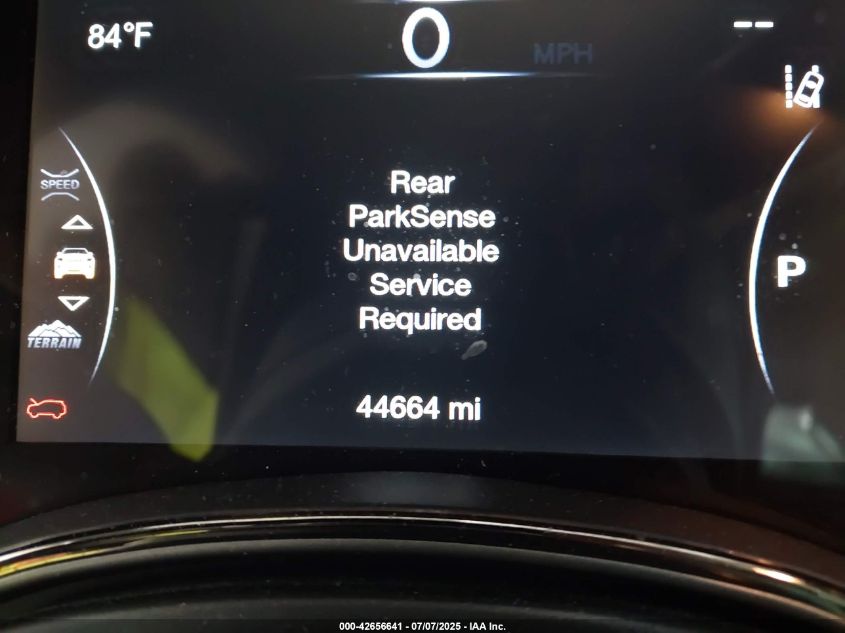 84°F
0
MPH
--
SPEED
Rear
ParkSense
Unavailable
Service
Required
P
TERRAIN
44664 mi
000-42656641 - 07/07/2025 - IAA Inc.